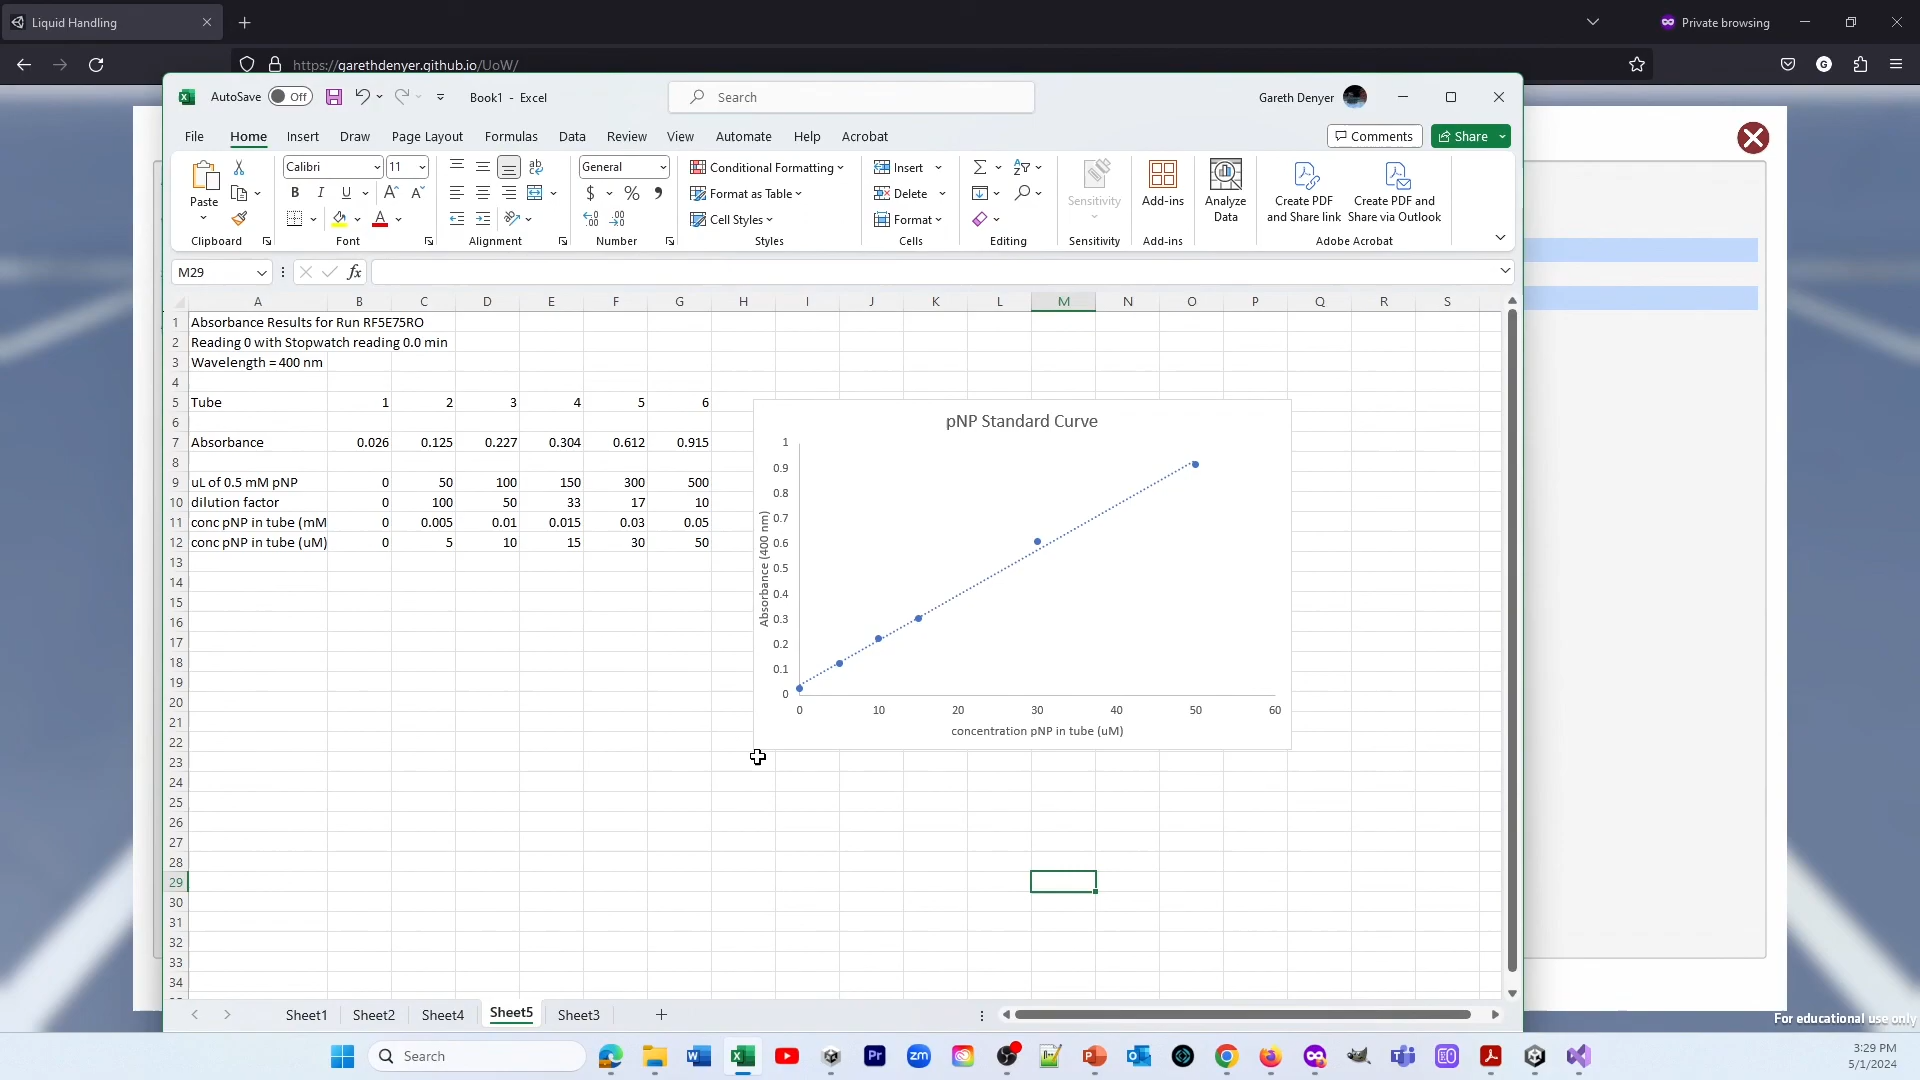 Liquid Handling
Private browsing
https://garethdenyer.github.io/UoW/
AutoSave Off Book1 - Excel Search Gareth Denyer
File Home Insert Draw Page Layout Formulas Data Review View Automate Help Acrobat Comments Share
Paste
Calibri 11
General
Conditional Formatting
Format as Table
Cell Styles
Insert
Delete
Format
Sensitivity
Add-ins
Analyze
Data
Create PDF
and Share link
Create PDF and
Share via Outlook
Clipboard Font Alignment Number Styles Cells Editing Sensitivity Add-ins Adobe Acrobat
M29 fx
A B C D E F G H I J K L M N O P Q R S
1 Absorbance Results for Run RF5E75RO
2 Reading 0 with Stopwatch reading 0.0 min
3 Wavelength = 400 nm
4
5 Tube 1 2 3 4 5 6
6
7 Absorbance 0.026 0.125 0.227 0.304 0.612 0.915
8
9 uL of 0.5 mM pNP 0 50 100 150 300 500
10 dilution factor 0 100 50 33 17 10
11 conc pNP in tube (mM 0 0.005 0.01 0.015 0.03 0.05
12 conc pNP in tube (uM) 0 5 10 15 30 50
13
14
15
16
17
18
19
20
21
22
23
24
25
26
27
28
29
30
31
32
33
34
pNP Standard Curve
1
0.9
0.8
0.7
0.6
0.5
0.4
0.3
0.2
0.1
0
Absorbance (400 nm)
0 10 20 30 40 50 60
concentration pNP in tube (uM)
Sheet1 Sheet2 Sheet4 Sheet5 Sheet3
For educational use only
Search
3:29 PM
5/1/2024